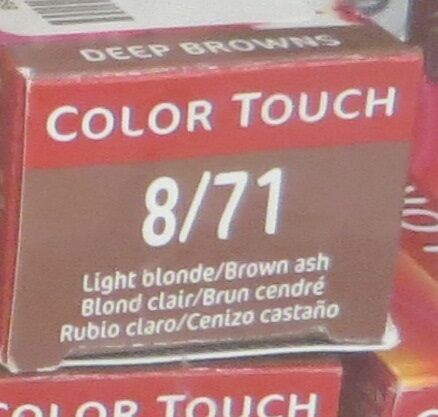 DEEP BROWNS
COLOR TOUCH
8/71
Light blonde/Brown ash
Blond clair/Brun cendré
Rubio claro/Cenizo castaño
COLOR TOUCH